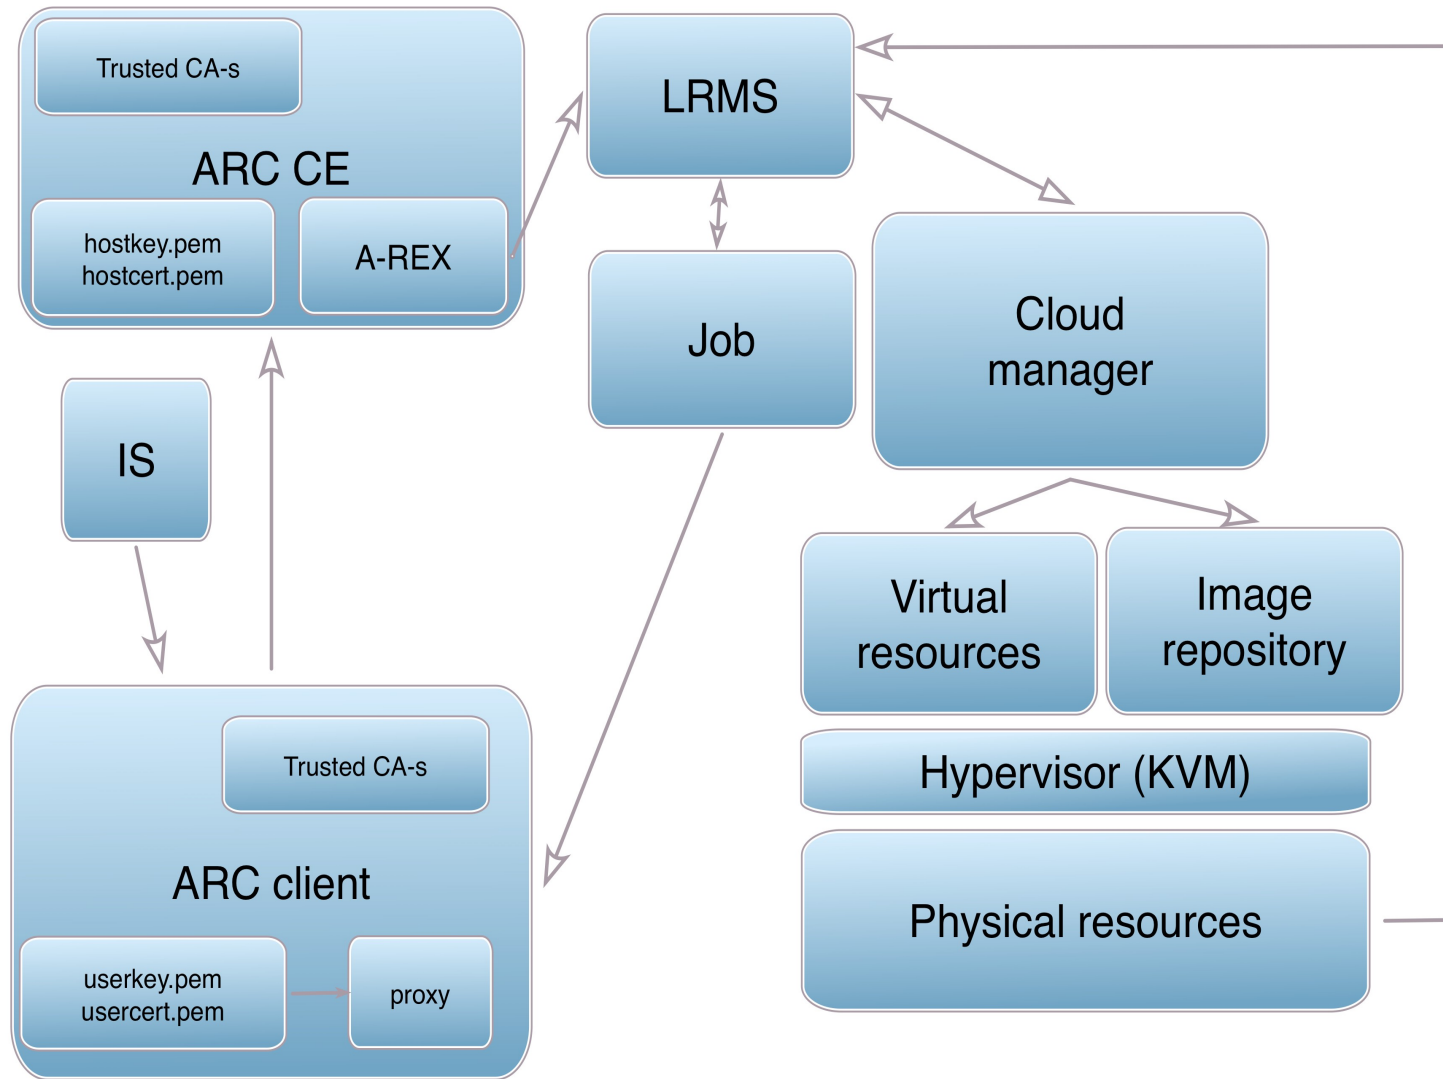 Trusted CA-s
ARC CE
hostkey.pem
hostcert.pem
A-REX
LRMS
Job
Cloud
manager
IS
Virtual
resources
Image
repository
Hypervisor (KVM)
Physical resources
Trusted CA-s
ARC client
userkey.pem
usercert.pem
proxy